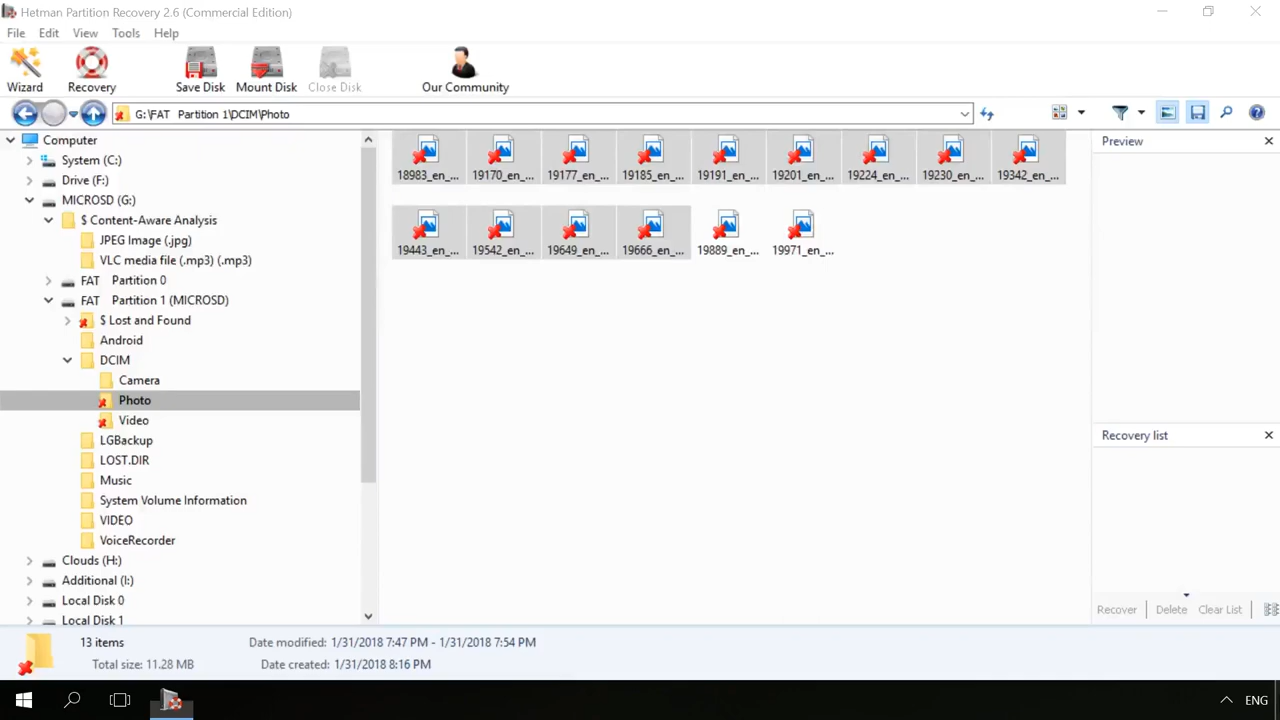 Hetman Partition Recovery 2.6 (Commercial Edition)
File Edit View Tools Help
Wizard Recovery Save Disk Mount Disk Close Disk Our Community
G:\FAT Partition 1\DCIM\Photo
Computer
System (C:)
Drive (F:)
MICROSD (G:)
$ Content-Aware Analysis
JPEG Image (.jpg)
VLC media file (.mp3) (.mp3)
FAT Partition 0
FAT Partition 1 (MICROSD)
$ Lost and Found
Android
DCIM
Camera
Photo
Video
LGBackup
LOST.DIR
Music
System Volume Information
VIDEO
VoiceRecorder
Clouds (H:)
Additional (I:)
Local Disk 0
Local Disk 1
18983_en_... 19170_en_... 19177_en_... 19185_en_... 19191_en_... 19201_en_... 19224_en_... 19230_en_... 19342_en_...
19443_en_... 19542_en_... 19649_en_... 19666_en_... 19889_en_... 19971_en_...
Preview
Recovery list
Recover Delete Clear List
13 items Date modified: 1/31/2018 7:47 PM - 1/31/2018 7:54 PM
Total size: 11.28 MB Date created: 1/31/2018 8:16 PM
ENG